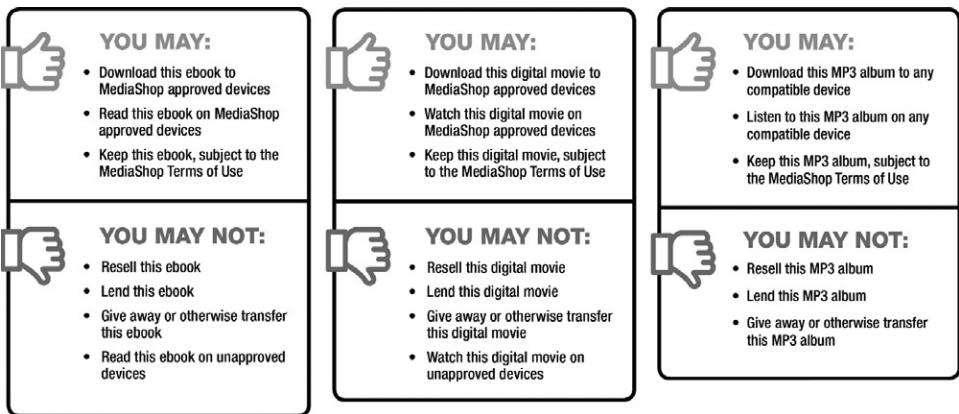 YOU MAY:
• Download this ebook to
MediaShop approved devices
• Read this ebook on MediaShop
approved devices
• Keep this ebook, subject to the
MediaShop Terms of Use
YOU MAY NOT:
• Resell this ebook
• Lend this ebook
• Give away or otherwise transfer
this ebook
• Read this ebook on unapproved
devices
YOU MAY:
• Download this digital movie to
MediaShop approved devices
• Watch this digital movie on
MediaShop approved devices
• Keep this digital movie, subject
to the MediaShop Terms of Use
YOU MAY NOT:
• Resell this digital movie
• Lend this digital movie
• Give away or otherwise transfer
this digital movie
• Watch this digital movie on
unapproved devices
YOU MAY:
• Download this MP3 album to any
compatible device
• Listen to this MP3 album on any
compatible device
• Keep this MP3 album, subject to
the MediaShop Terms of Use
YOU MAY NOT:
• Resell this MP3 album
• Lend this MP3 album
• Give away or otherwise transfer
this MP3 album